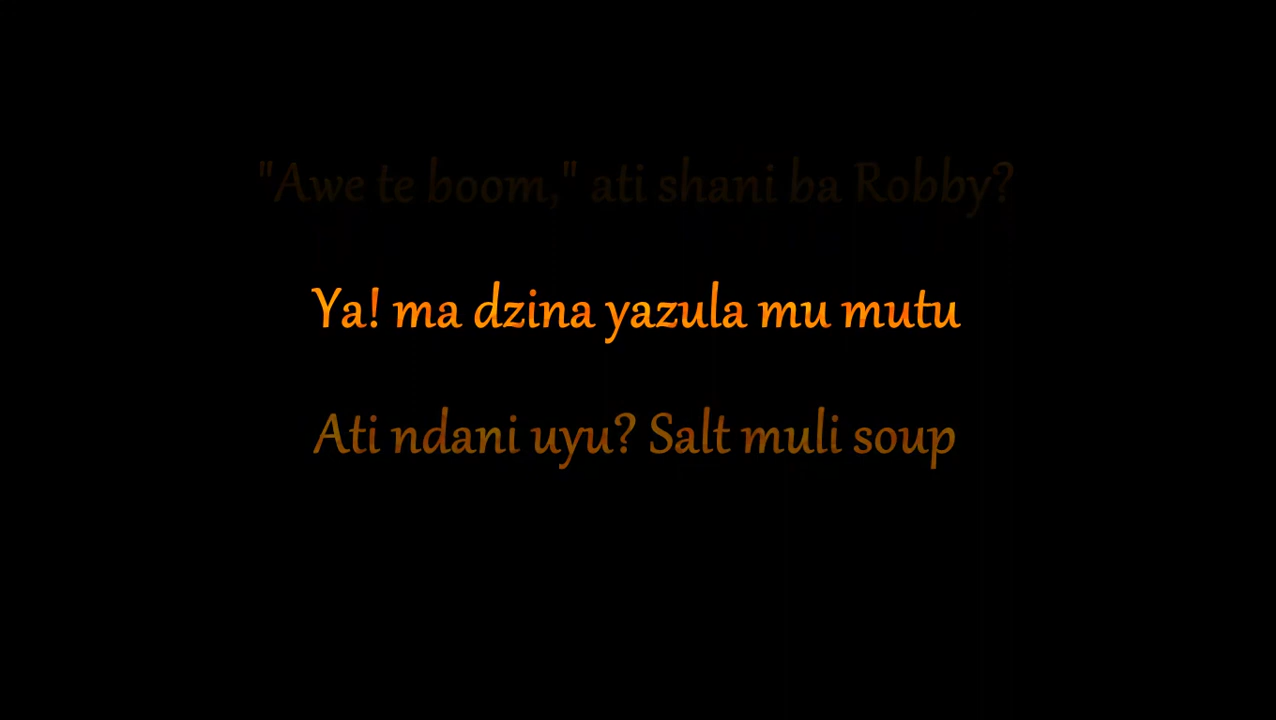 "Awe te boom," ati shani ba Robby?
Ya! ma dzina yazula mu mutu
Ati ndani uyu? Salt muli soup